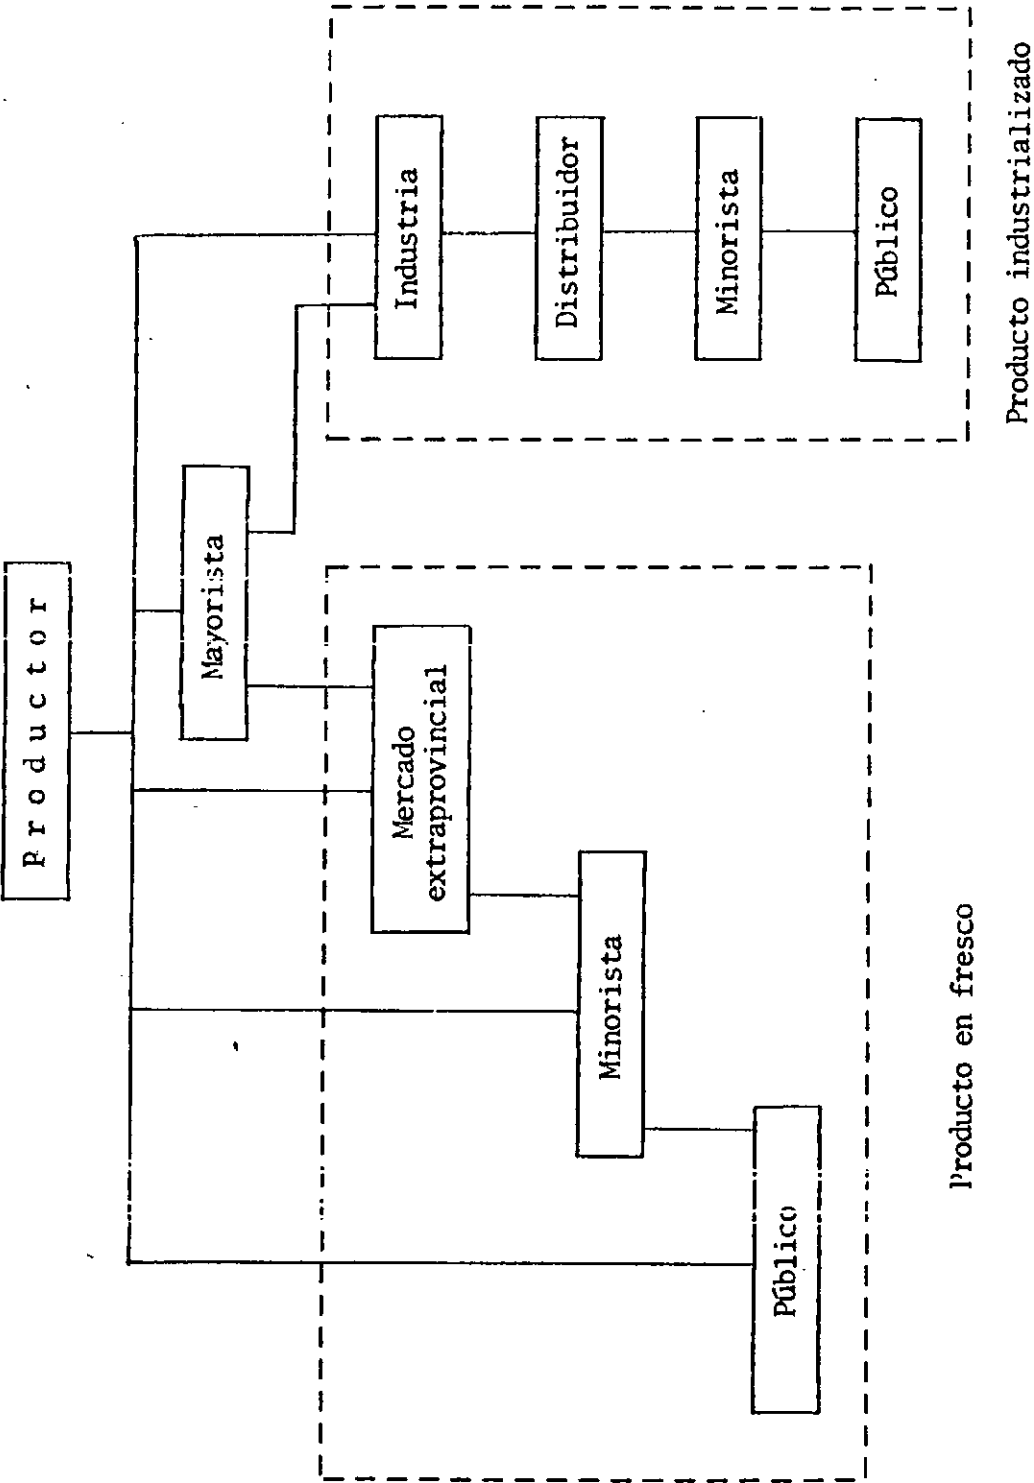 Productor
Mayorista
Mercado
extraprovincial
Minorista
Público
Producto en fresco
Industria
Distribuidor
Minorista
Público
Producto industrializado